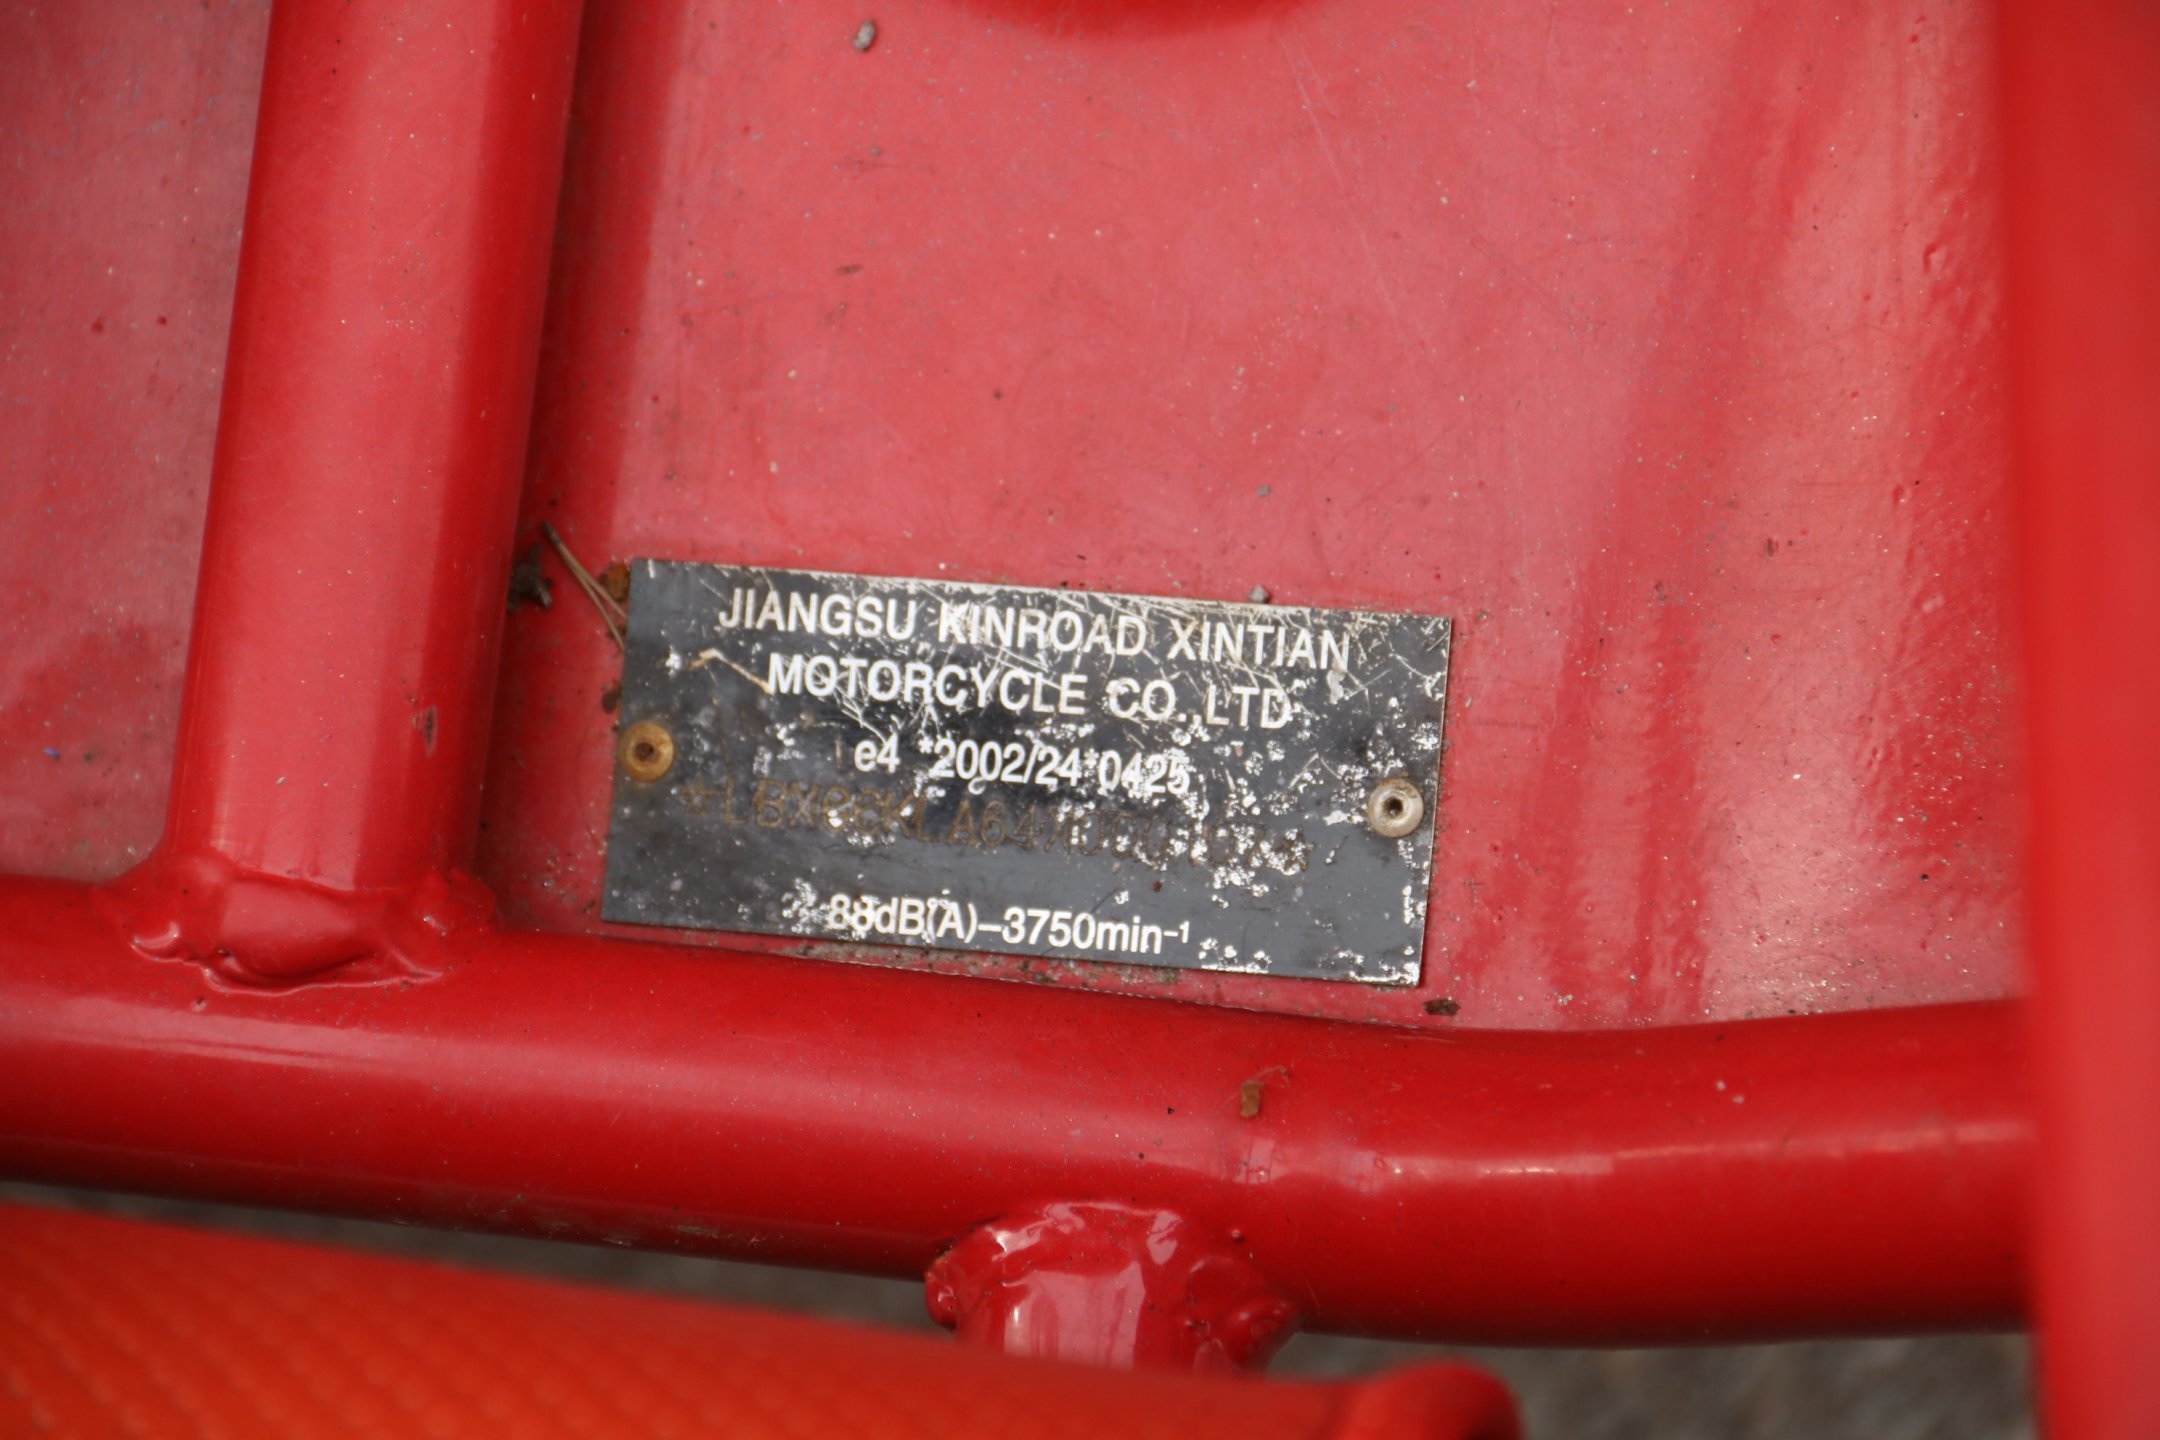 JIANGSU KINROAD XINTIAN
MOTORCYCLE CO.,LTD
e4 *2002/24*0425
88dB(A)-3750min⁻¹